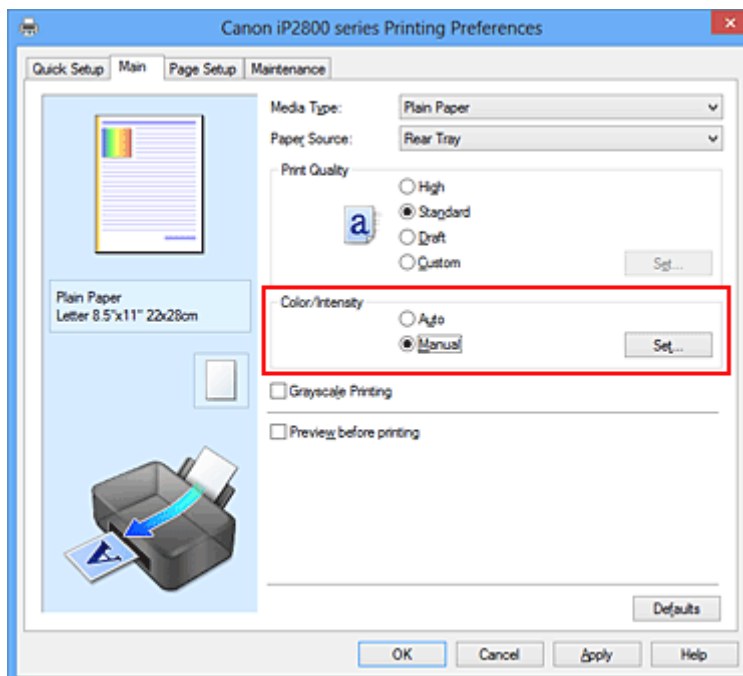 Canon iP2800 series Printing Preferences
Quick Setup Main Page Setup Maintenance
Media Type: Plain Paper
Paper Source: Rear Tray
Print Quality
High
Standard
Draft
Custom Set...
Plain Paper
Letter 8.5"x11" 22x28cm
Color/Intensity
Auto
Manual Set...
Grayscale Printing
Preview before printing
Defaults
OK Cancel Apply Help